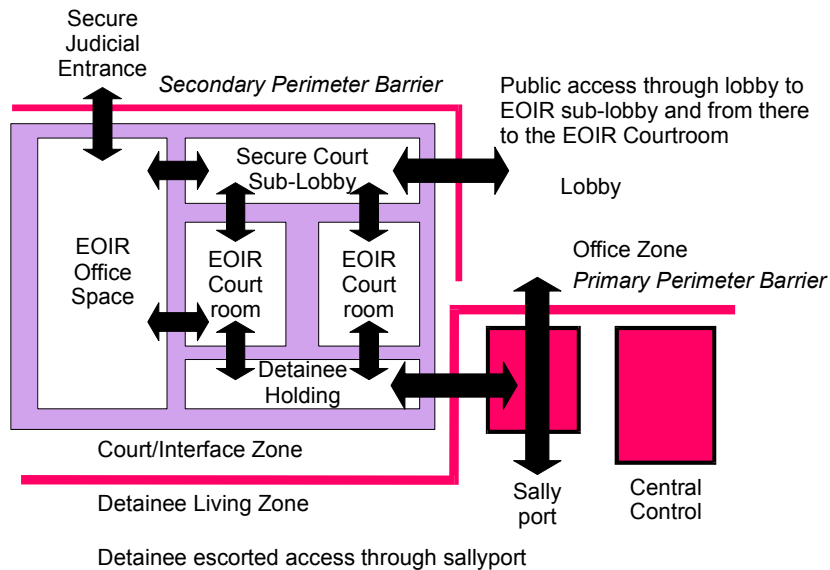 Secure
Judicial
Entrance
Secondary Perimeter Barrier
Public access through lobby to
EOIR sub-lobby and from there
to the EOIR Courtroom
Secure Court
Sub-Lobby
Lobby
EOIR
Office
Space
EOIR
Court
room
EOIR
Court
room
Office Zone
Primary Perimeter Barrier
Detainee
Holding
Court/Interface Zone
Detainee Living Zone
Sally
port
Central
Control
Detainee escorted access through sallyport